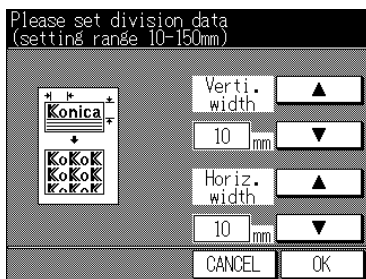 Please set division data
(setting range 10-150mm)
Konica
KoKoK
KoKoK
KoKoK
Verti.
width
10 mm
Horiz.
width
10 mm
CANCEL OK